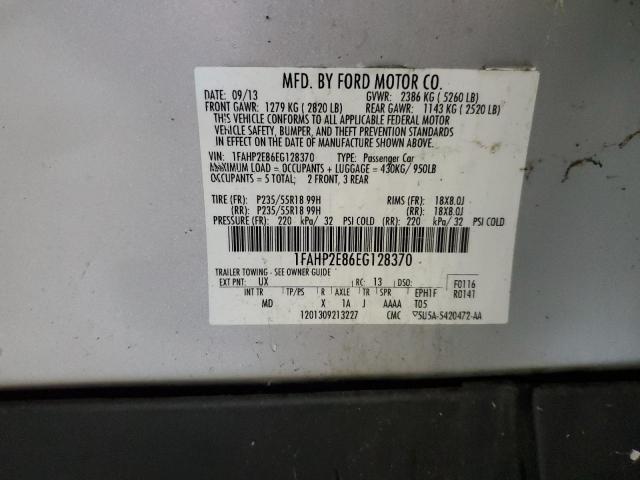 MFD. BY FORD MOTOR CO.
DATE: 09/13 GVWR: 2386 KG ( 5260 LB)
FRONT GAWR: 1279 KG ( 2820 LB) REAR GAWR: 1143 KG ( 2520 LB)
THIS VEHICLE CONFORMS TO ALL APPLICABLE FEDERAL MOTOR
VEHICLE SAFETY, BUMPER, AND THEFT PREVENTION STANDARDS
IN EFFECT ON THE DATE OF MANUFACTURE SHOWN ABOVE.
VIN: 1FAHP2E86EG128370 TYPE: Passenger Car
MAXIMUM LOAD = OCCUPANTS + LUGGAGE = 430KG/ 950LB
OCCUPANTS = 5 TOTAL; 2 FRONT, 3 REAR
TIRE (FR): P235/55R18 99H RIMS (FR): 18X8.0J
(RR): P235/55R18 99H (RR): 18X8.0J
PRESSURE (FR): 220 kPa/ 32 PSI COLD (RR): 220 kPa/ 32 PSI COLD
1FAHP2E86EG128370
TRAILER TOWING - SEE OWNER GUIDE
EXT PNT: UX RC: 13 DSO: F0116
INT TR TP/PS R AXLE TR SPR EPH1F R0141
MD X 1A J AAAA T05
1201309213227 CMC 5U5A-5420472-AA